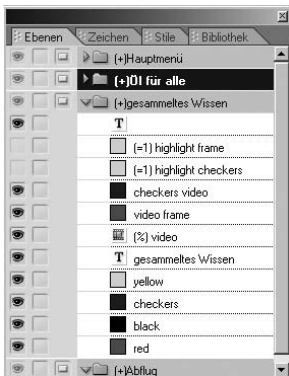 Ebenen Zeichen Stile Bibliothek
(+)Hauptmenü
(+)Öl für alle
(+)gesammeltes Wissen
T
(=1) highlight frame
(=1) highlight checkers
checkers video
video frame
(%) video
T gesammeltes Wissen
yellow
checkers
black
red
(+)Abflug